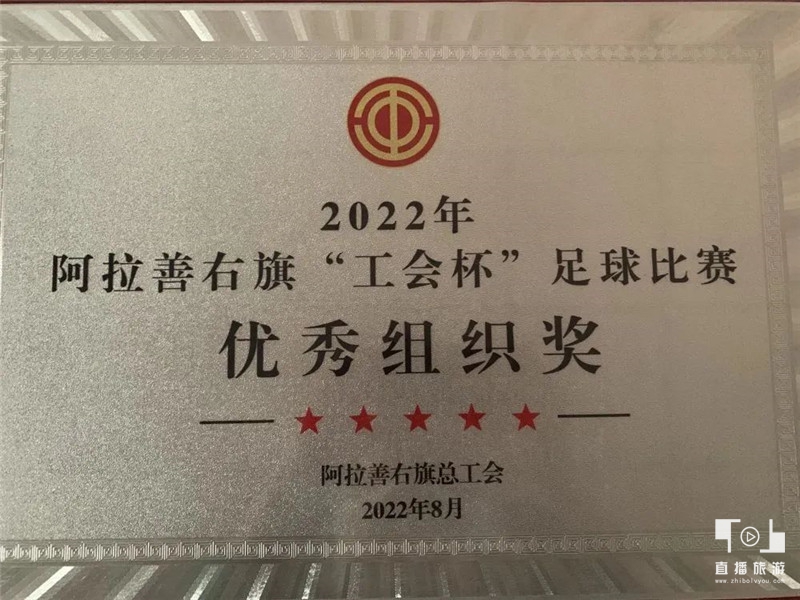 2022年
阿拉善右旗“工会杯”足球比赛
优秀组织奖
阿拉善右旗总工会
2022年8月
直播旅游
www.zhibolvyou.com